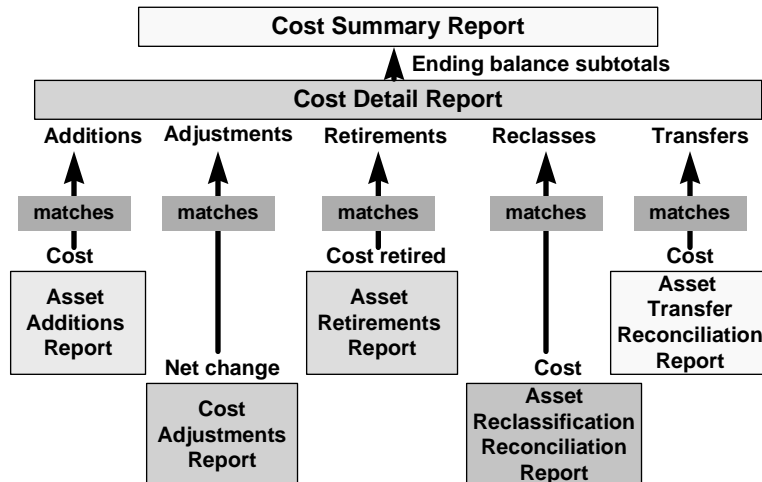 Cost Summary Report
Ending balance subtotals
Cost Detail Report
Additions Adjustments Retirements Reclasses Transfers
matches matches matches matches matches
Cost Cost retired Cost
Asset
Additions
Report
Asset
Retirements
Report
Asset
Transfer
Reconciliation
Report
Net change Cost
Cost
Adjustments
Report
Asset
Reclassification
Reconciliation
Report